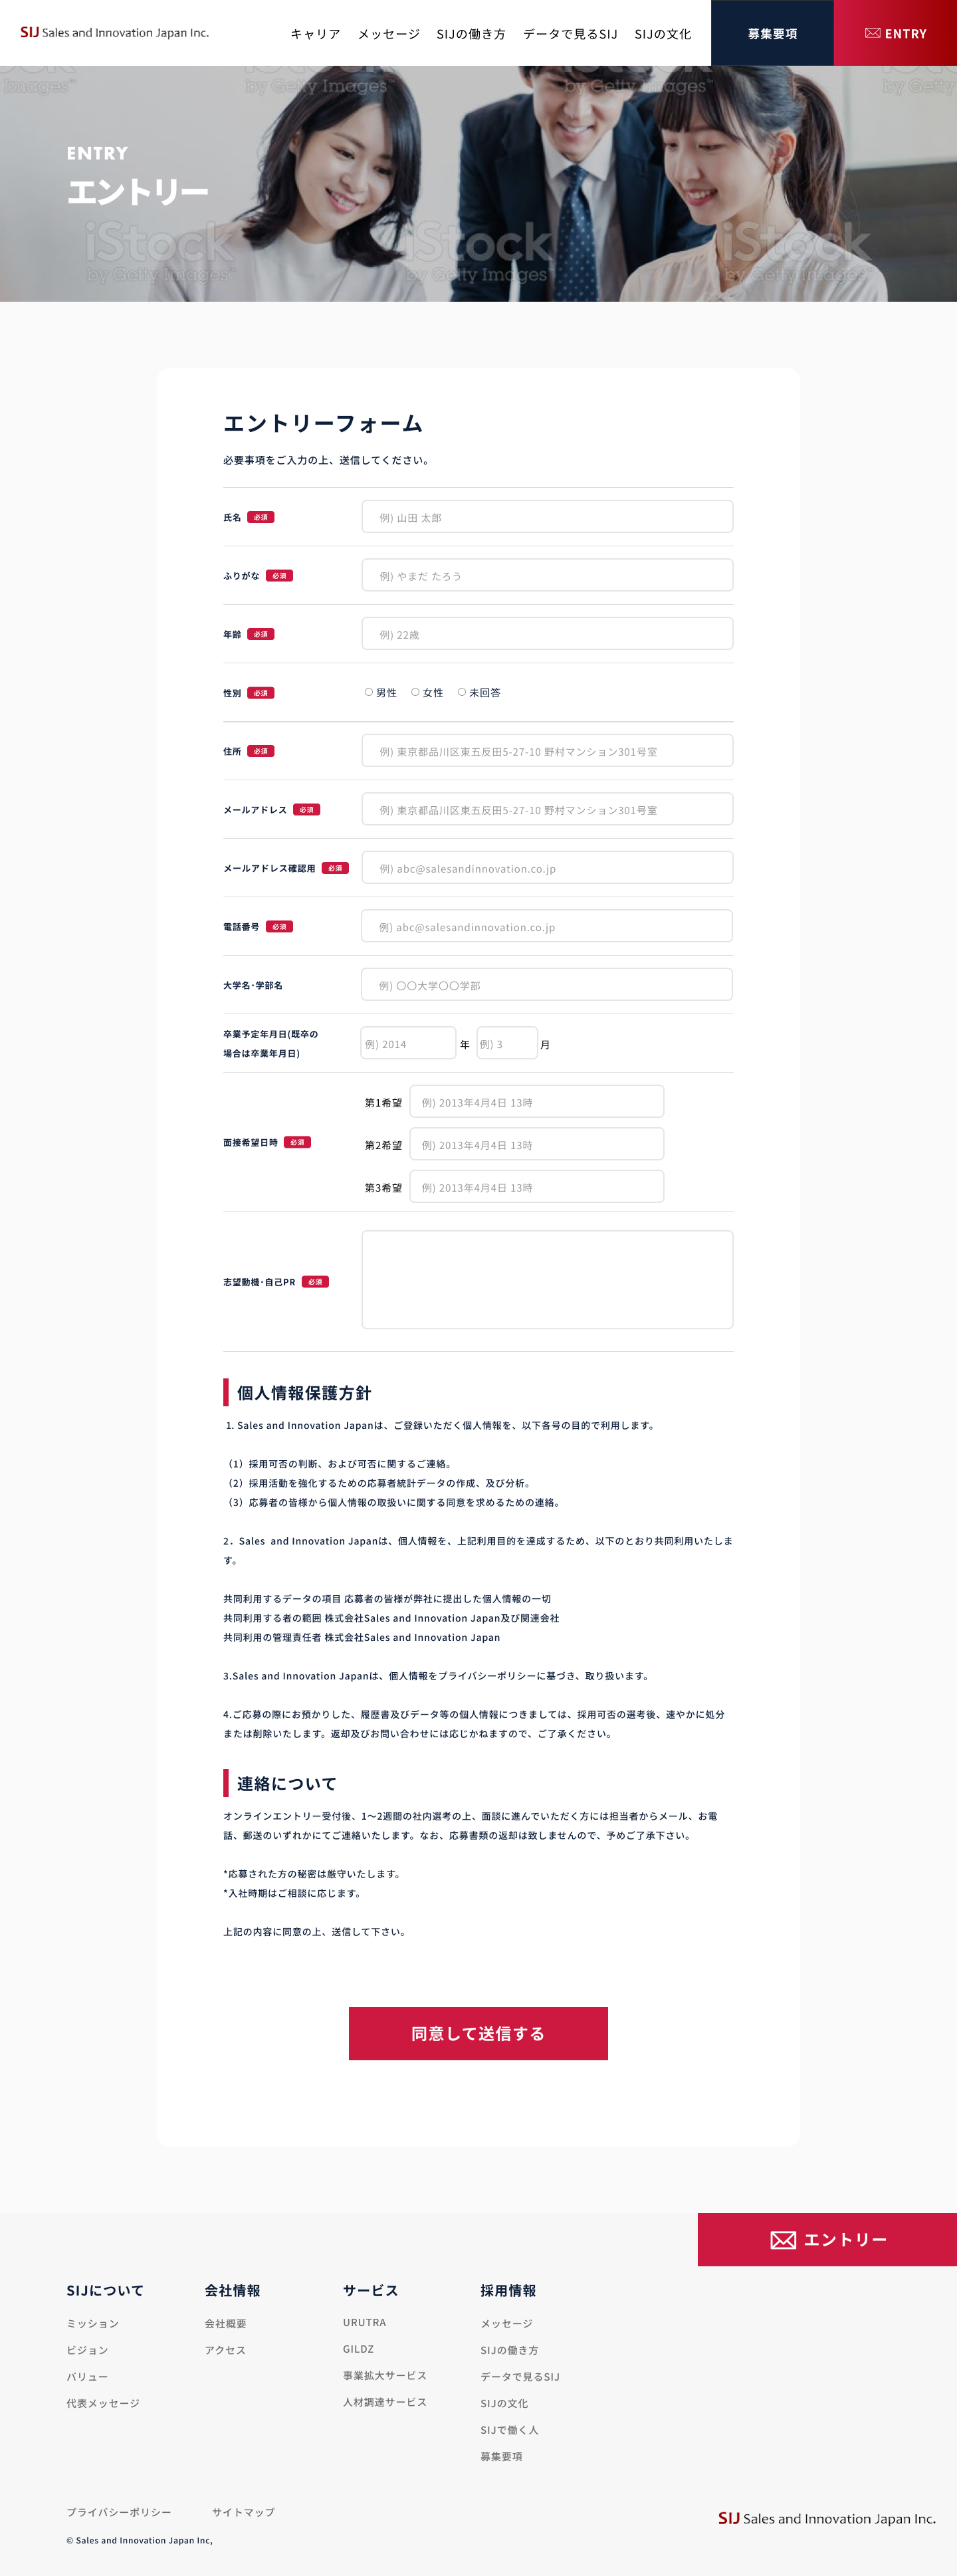 SIJ Sales and Innovation Japan Inc.
キャリア メッセージ SIJの働き方 データで見るSIJ SIJの文化 募集要項 ENTRY
Images™ by Getty Images™ by Getty Images™ by Getty
ENTRY
エントリー
iStock iStock iStock
by Getty Images™ by Getty Images™ by Getty Images™
エントリーフォーム
必要事項をご入力の上、送信してください。
氏名 必須 例) 山田 太郎
ふりがな 必須 例) やまだ たろう
年齢 必須 例) 22歳
性別 必須 男性 女性 未回答
住所 必須 例) 東京都品川区東五反田5-27-10 野村マンション301号室
メールアドレス 必須 例) 東京都品川区東五反田5-27-10 野村マンション301号室
メールアドレス確認用 必須 例) abc@salesandinnovation.co.jp
電話番号 必須 例) abc@salesandinnovation.co.jp
大学名･学部名 例) 〇〇大学〇〇学部
卒業予定年月日(既卒の
場合は卒業年月日)
例) 2014 年 例) 3 月
面接希望日時 必須
第1希望 例) 2013年4月4日 13時
第2希望 例) 2013年4月4日 13時
第3希望 例) 2013年4月4日 13時
志望動機･自己PR 必須
個人情報保護方針
1. Sales and Innovation Japanは、ご登録いただく個人情報を、以下各号の目的で利用します。
（1）採用可否の判断、および可否に関するご連絡。
（2）採用活動を強化するための応募者統計データの作成、及び分析。
（3）応募者の皆様から個人情報の取扱いに関する同意を求めるための連絡。
2．Sales and Innovation Japanは、個人情報を、上記利用目的を達成するため、以下のとおり共同利用いたしま
す。
共同利用するデータの項目 応募者の皆様が弊社に提出した個人情報の一切
共同利用する者の範囲 株式会社Sales and Innovation Japan及び関連会社
共同利用の管理責任者 株式会社Sales and Innovation Japan
3.Sales and Innovation Japanは、個人情報をプライバシーポリシーに基づき、取り扱います。
4.ご応募の際にお預かりした、履歴書及びデータ等の個人情報につきましては、採用可否の選考後、速やかに処分
または削除いたします。返却及びお問い合わせには応じかねますので、ご了承ください。
連絡について
オンラインエントリー受付後、1〜2週間の社内選考の上、面談に進んでいただく方には担当者からメール、お電
話、郵送のいずれかにてご連絡いたします。なお、応募書類の返却は致しませんので、予めご了承下さい。
*応募された方の秘密は厳守いたします。
*入社時期はご相談に応じます。
上記の内容に同意の上、送信して下さい。
同意して送信する
エントリー
SIJについて
ミッション
ビジョン
バリュー
代表メッセージ
会社情報
会社概要
アクセス
サービス
URUTRA
GILDZ
事業拡大サービス
人材調達サービス
採用情報
メッセージ
SIJの働き方
データで見るSIJ
SIJの文化
SIJで働く人
募集要項
プライバシーポリシー サイトマップ
© Sales and Innovation Japan Inc,
SIJ Sales and Innovation Japan Inc.